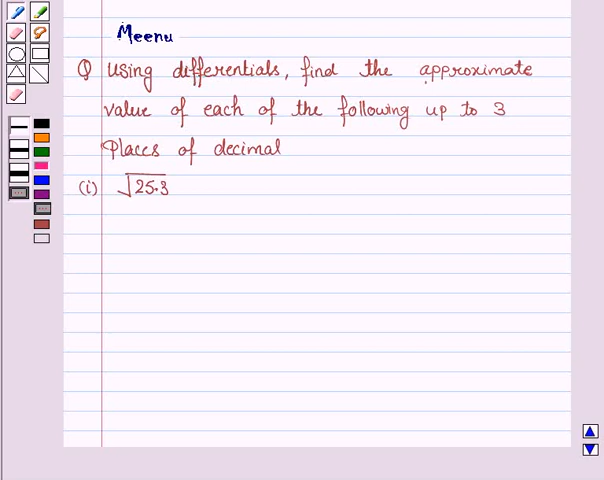 Meenu
Q Using differentials, find the approximate
value of each of the following up to 3
Places of decimal
(i) √25.3